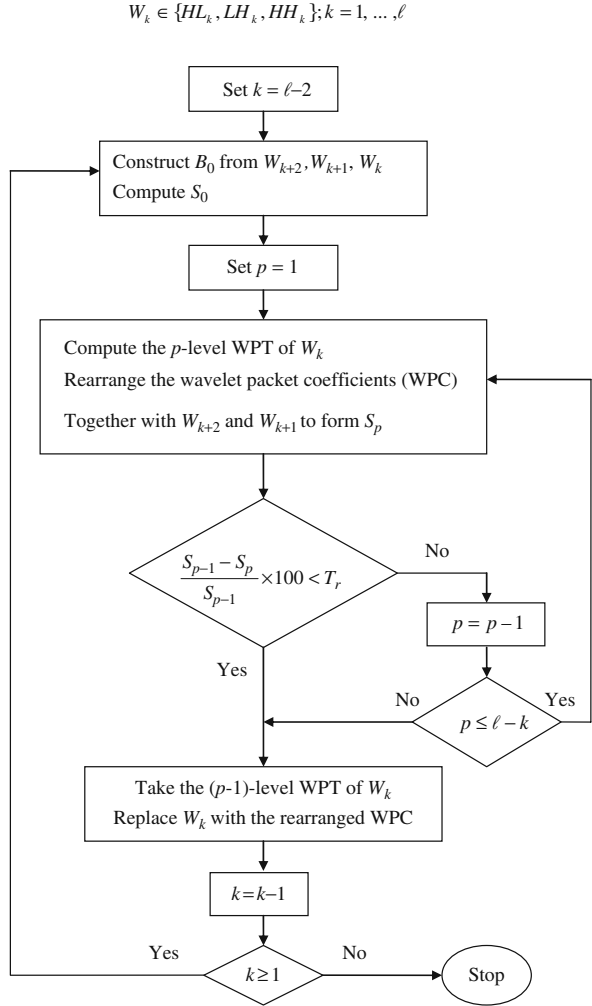 W_k ∈ {HL_k, LH_k, HH_k}; k = 1, ... ,ℓ
Set k = ℓ–2
Construct B_0 from W_{k+2}, W_{k+1}, W_k
Compute S_0
Set p = 1
Compute the p-level WPT of W_k
Rearrange the wavelet packet coefficients (WPC)
Together with W_{k+2} and W_{k+1} to form S_p
\frac{S_{p-1} - S_p}{S_{p-1}} ×100 < T_r
No
p = p – 1
Yes
No
Yes
p ≤ ℓ – k
Take the (p-1)-level WPT of W_k
Replace W_k with the rearranged WPC
k=k–1
Yes
No
k ≥ 1
Stop